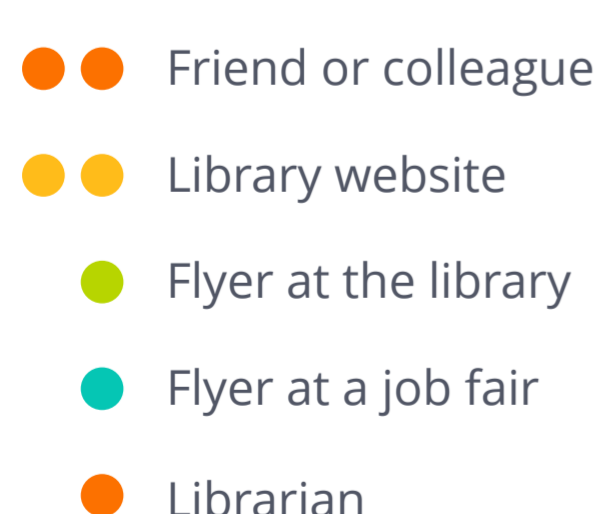 Friend or colleague
Library website
Flyer at the library
Flyer at a job fair
Librarian